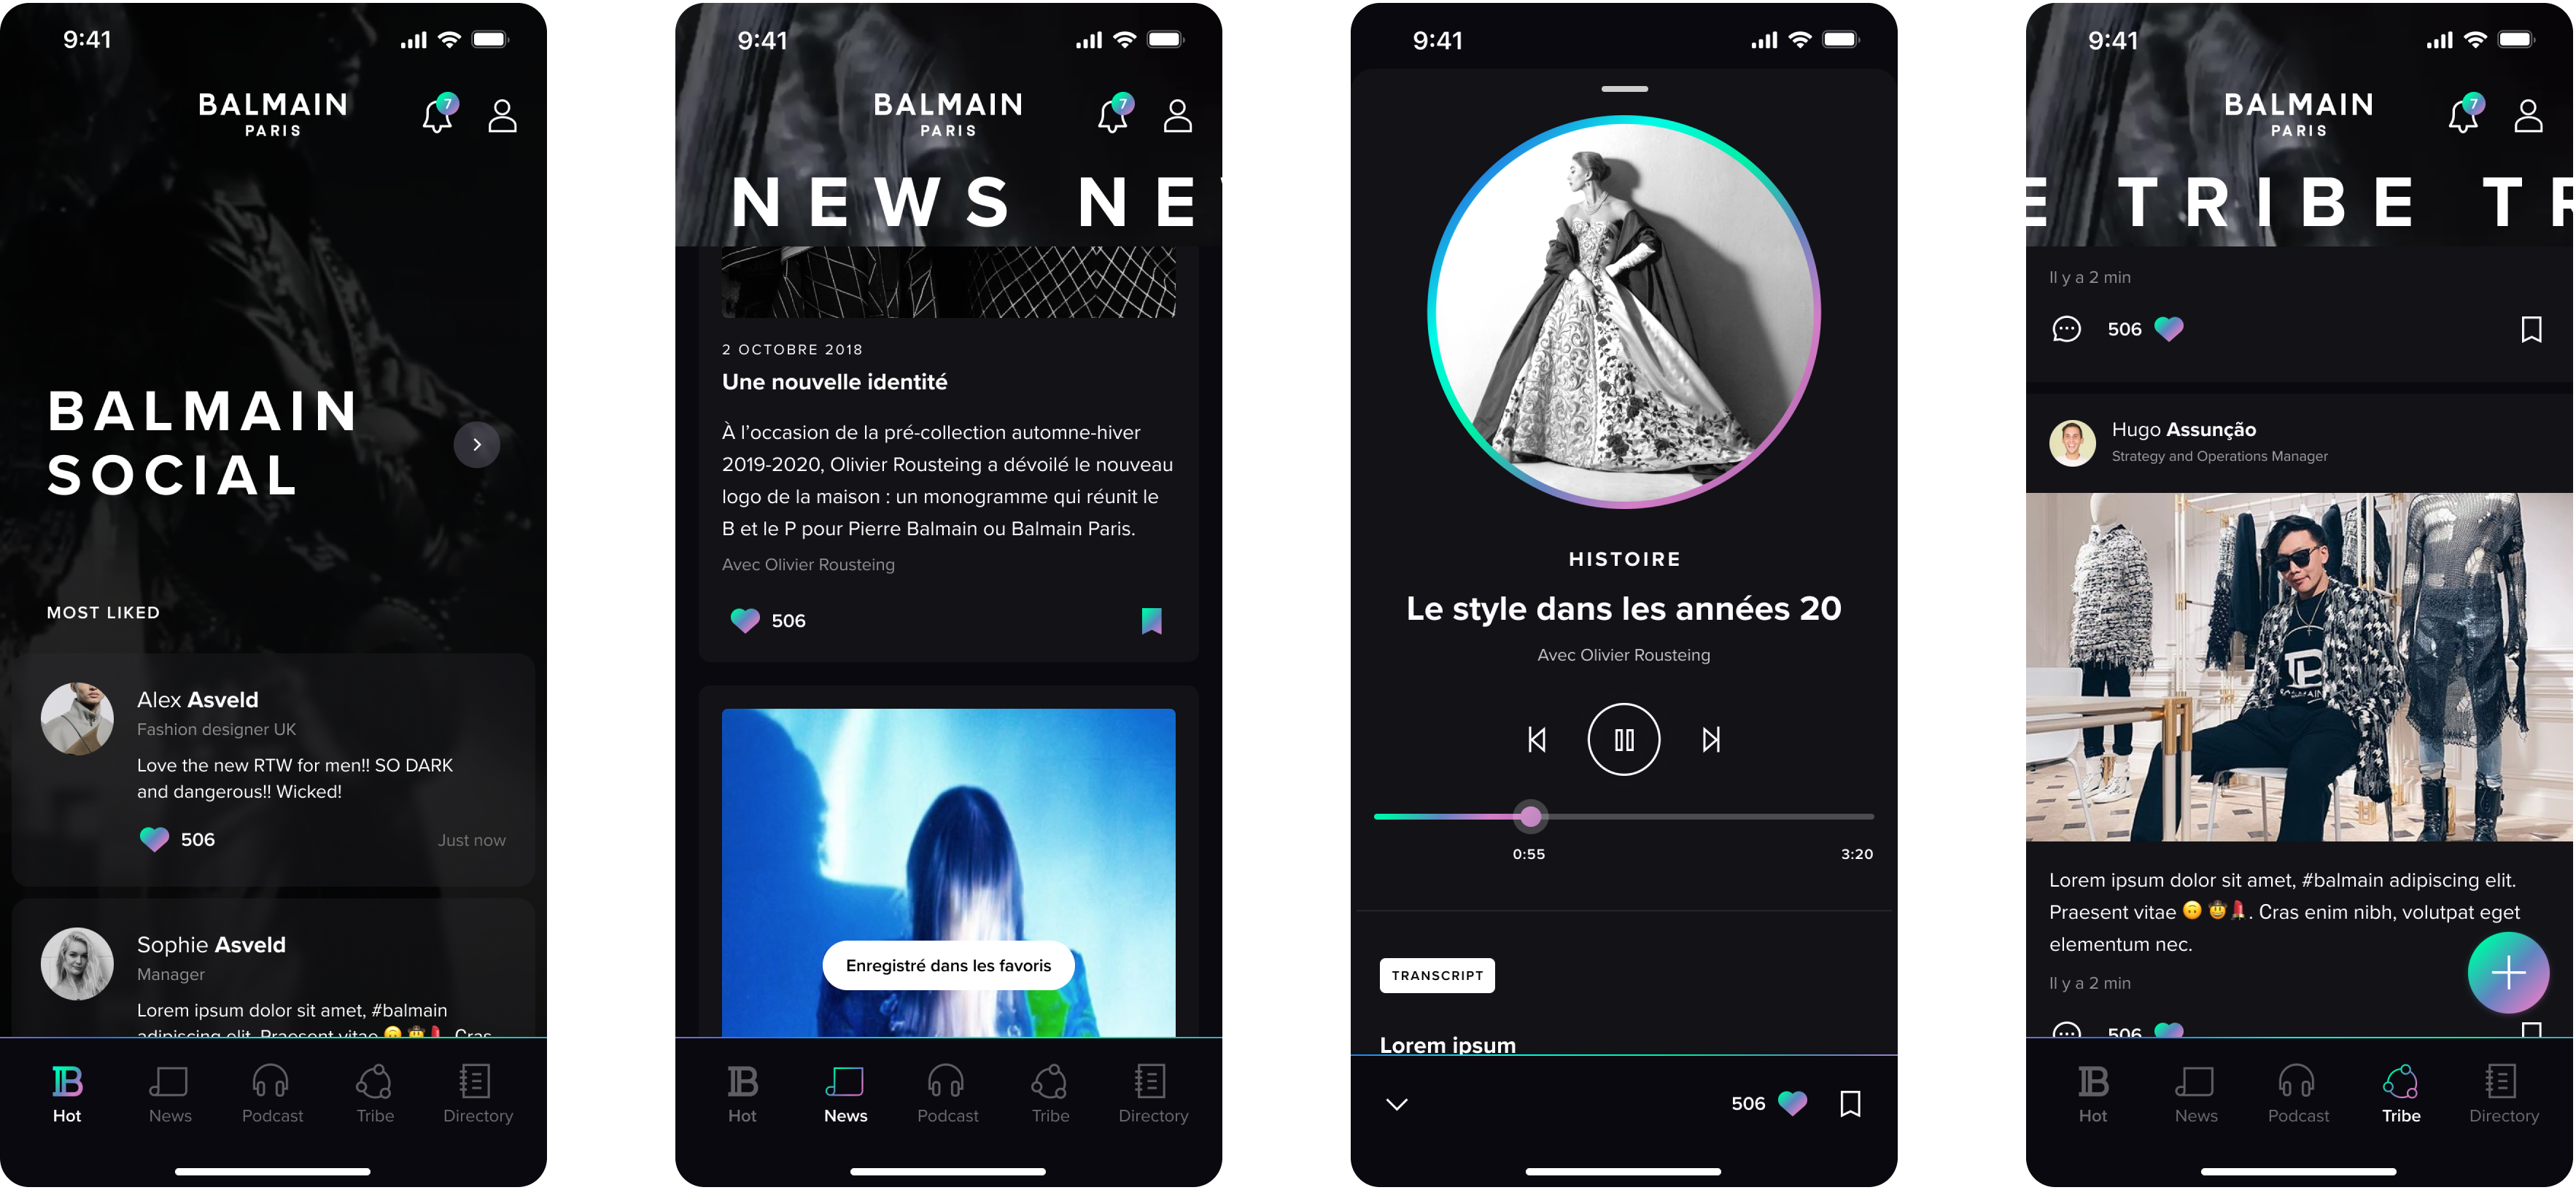 9:41
BALMAIN
PARIS
7
BALMAIN
SOCIAL
MOST LIKED
Alex Asveld
Fashion designer UK
Love the new RTW for men!! SO DARK
and dangerous!! Wicked!
506
Just now
Sophie Asveld
Manager
Lorem ipsum dolor sit amet, #balmain
adipiscing elit. Praesent vitae 🙃 🤠💄. Cras
Hot
News
Podcast
Tribe
Directory
9:41
BALMAIN
PARIS
7
NEWS NE
2 OCTOBRE 2018
Une nouvelle identité
À l’occasion de la pré-collection automne-hiver
2019-2020, Olivier Rousteing a dévoilé le nouveau
logo de la maison : un monogramme qui réunit le
B et le P pour Pierre Balmain ou Balmain Paris.
Avec Olivier Rousteing
506
Enregistré dans les favoris
Hot
News
Podcast
Tribe
Directory
9:41
HISTOIRE
Le style dans les années 20
Avec Olivier Rousteing
0:55
3:20
TRANSCRIPT
Lorem ipsum
506
9:41
BALMAIN
PARIS
7
E TRIBE TR
Il y a 2 min
506
Hugo Assunção
Strategy and Operations Manager
BALMAIN
Lorem ipsum dolor sit amet, #balmain adipiscing elit.
Praesent vitae 🙃 🤠💄. Cras enim nibh, volutpat eget
elementum nec.
Il y a 2 min
506
Hot
News
Podcast
Tribe
Directory